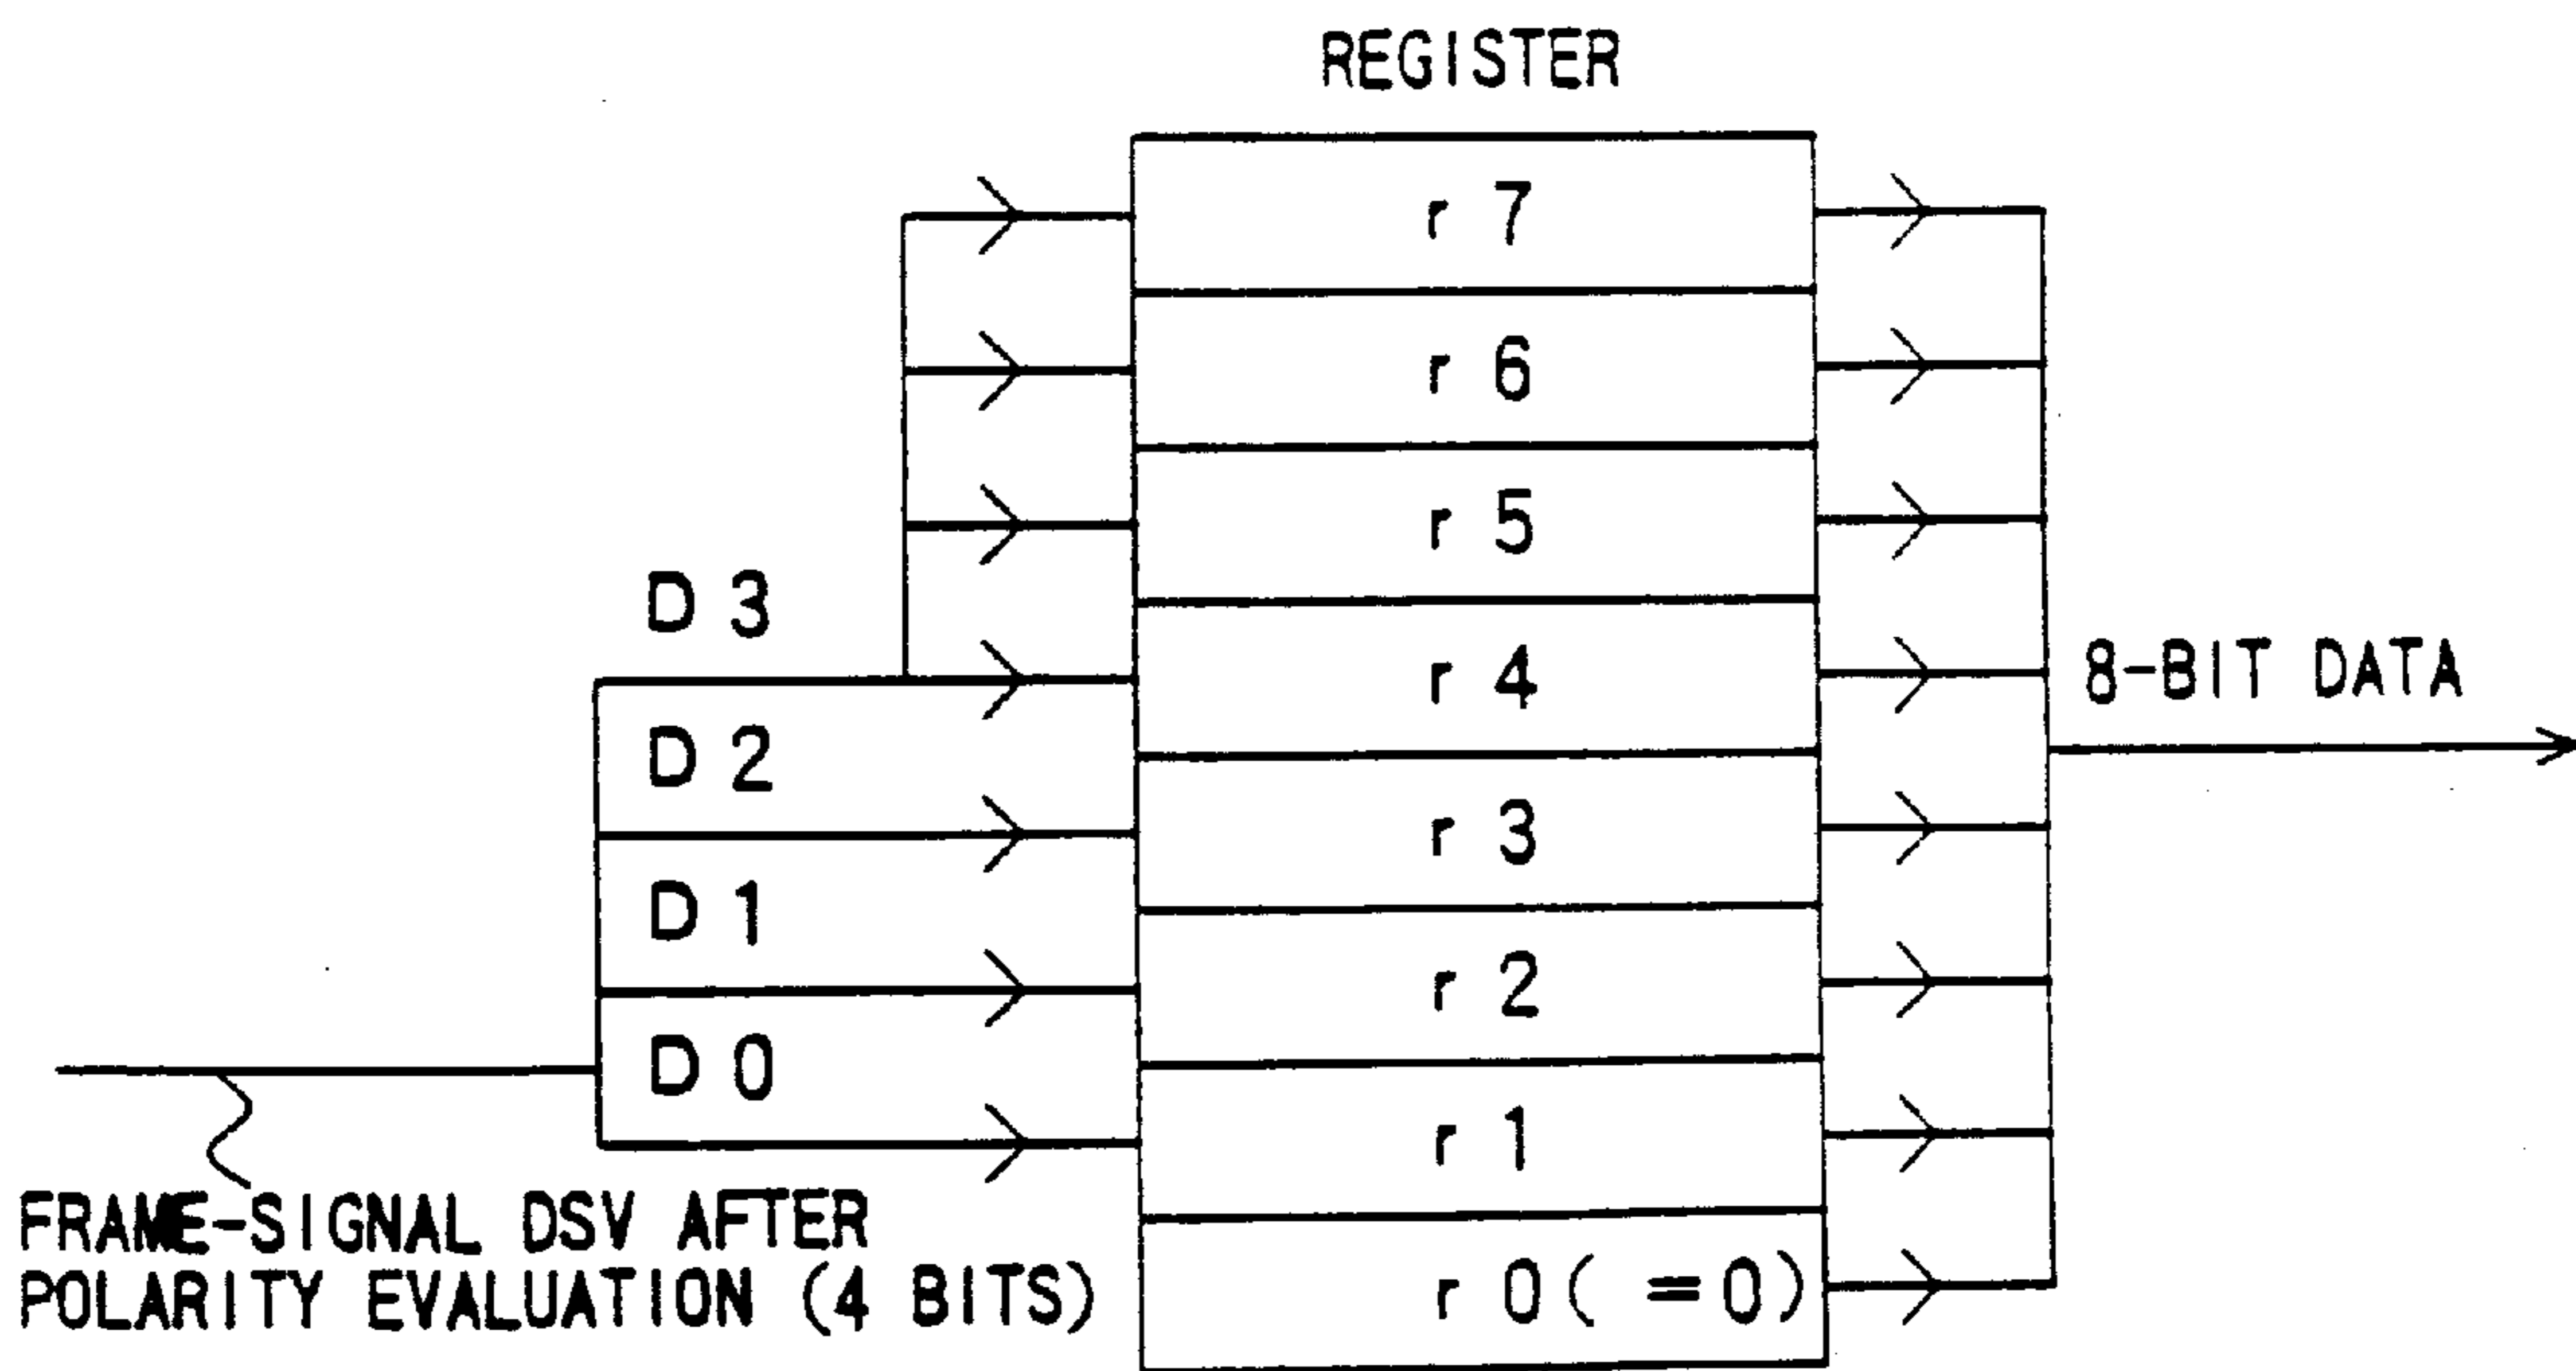 REGISTER
r 7
r 6
r 5
D 3
r 4
8-BIT DATA
D 2
r 3
D 1
r 2
D 0
r 1
FRAME-SIGNAL DSV AFTER
POLARITY EVALUATION (4 BITS)
r 0( =0)